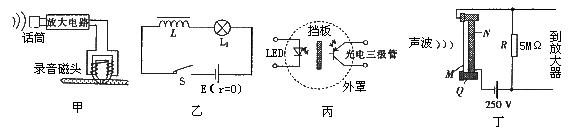 放大电路
话筒
录音磁头
甲
L
L₁
S
E(r=0)
乙
挡板
LED
光电三极管
外罩
丙
声波
N
R
5MΩ
M
Q
250 V
到放大器
丁